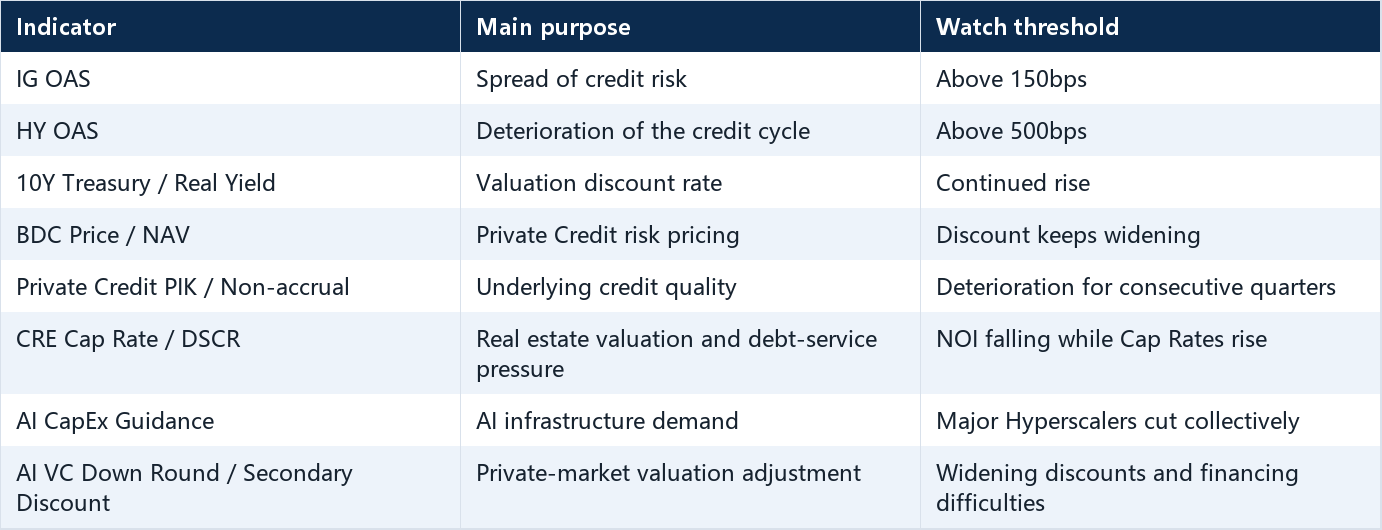 Indicator Main purpose Watch threshold
IG OAS Spread of credit risk Above 150bps
HY OAS Deterioration of the credit cycle Above 500bps
10Y Treasury / Real Yield Valuation discount rate Continued rise
BDC Price / NAV Private Credit risk pricing Discount keeps widening
Private Credit PIK / Non-accrual Underlying credit quality Deterioration for consecutive quarters
CRE Cap Rate / DSCR Real estate valuation and debt-service NOI falling while Cap Rates rise
pressure
AI CapEx Guidance AI infrastructure demand Major Hyperscalers cut collectively
AI VC Down Round / Secondary Private-market valuation adjustment Widening discounts and financing
Discount difficulties